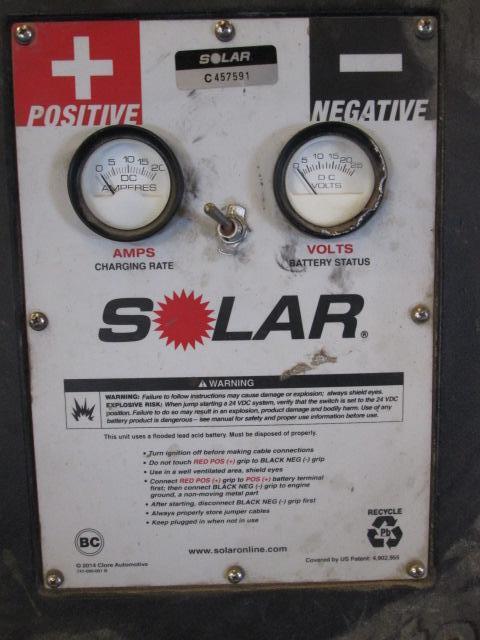 SOLAR
C 457591
POSITIVE
NEGATIVE
0 5 10 15 20
DC
AMPERES
0 5 10 15 20 25
DC
VOLTS
AMPS
CHARGING RATE
VOLTS
BATTERY STATUS
SOLAR®
WARNING
WARNING: Failure to follow instructions may cause damage or explosion; always shield eyes.
EXPLOSIVE RISK: When jump starting a 24 VDC system, verify that the switch is set to the 24 VDC
position. Failure to do so may result in an explosion, product damage and bodily harm. Use of any
battery product is dangerous – see manual for safety and proper use information before use.
This unit uses a flooded lead acid battery. Must be disposed of properly.
• Turn ignition off before making cable connections
• Do not touch RED POS (+) grip to BLACK NEG (-) grip
• Use in a well ventilated area, shield eyes
• Connect RED POS (+) grip to POS (+) battery terminal
first; then connect BLACK NEG (-) grip to engine
ground, a non-moving metal part
• After starting, disconnect BLACK NEG (-) grip first
• Always properly store jumper cables
• Keep plugged in when not in use
BC
RECYCLE
Pb
www.solaronline.com
© 2014 Clore Automotive
Covered by US Patent: 4,902,955